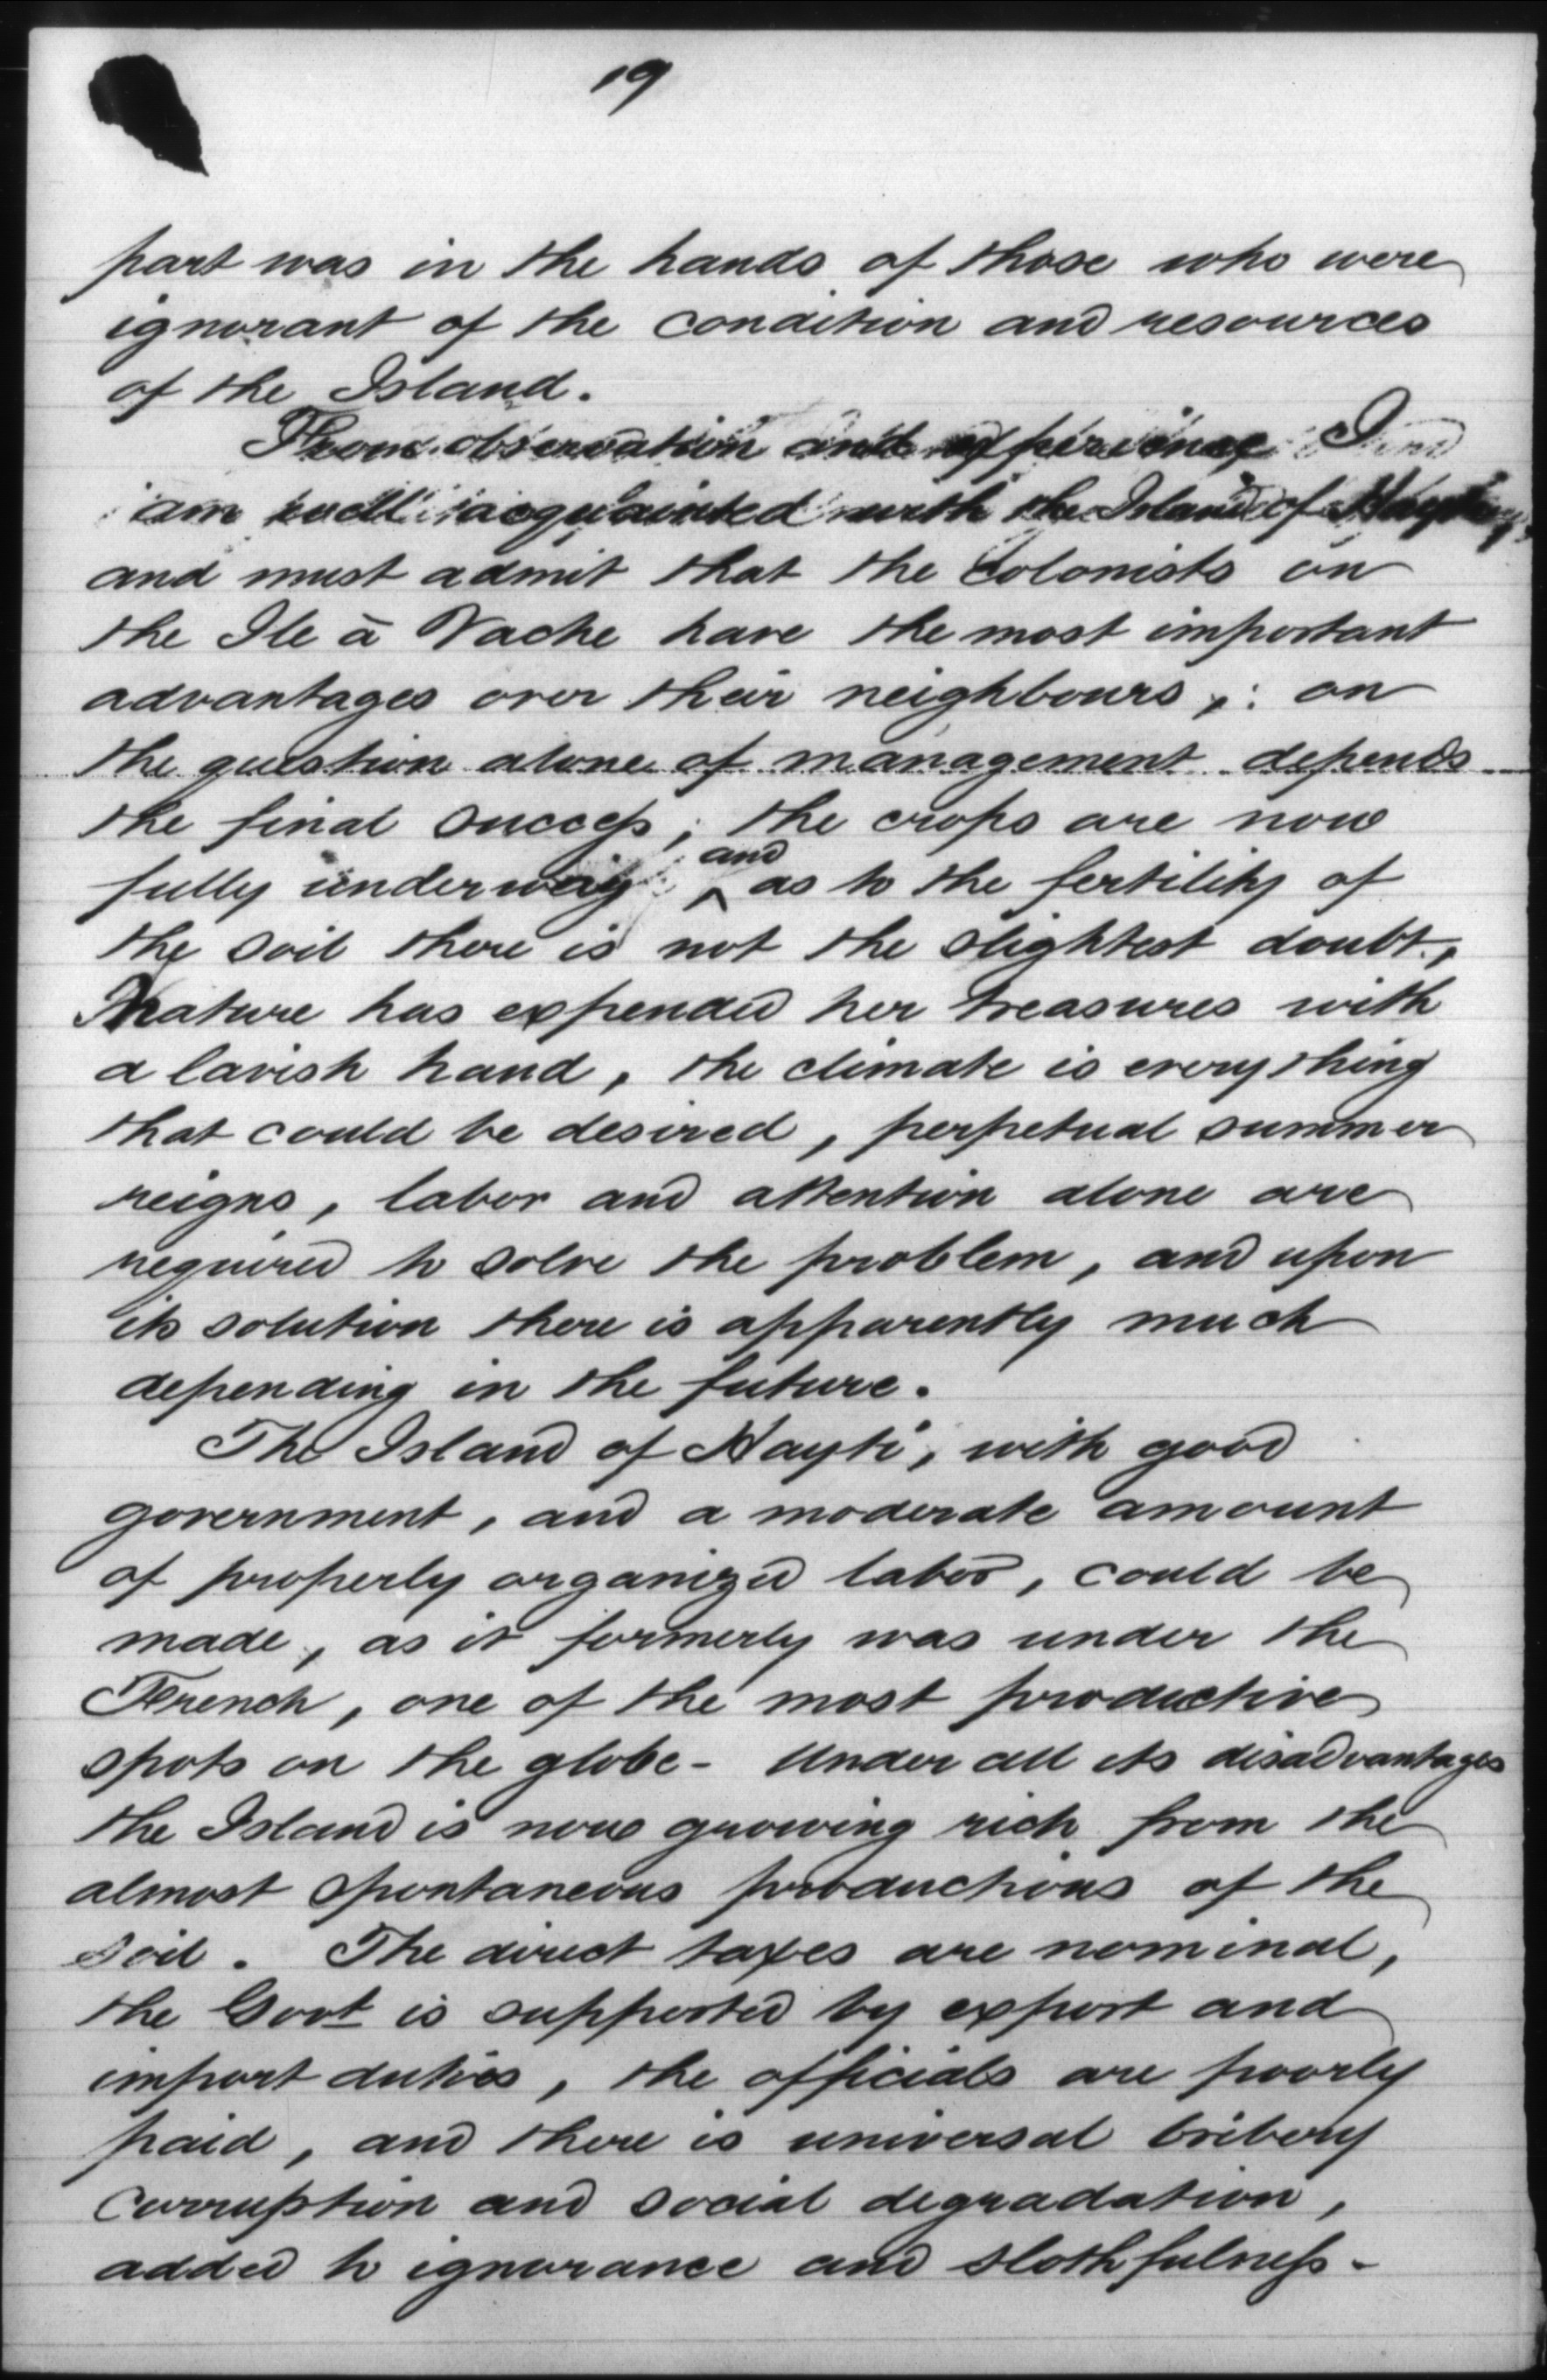 19
part was in the hands of those who were
ignorant of the condition and resources
of the Island.
From observation and experience I
am well acquainted with the Island of Hayti,
and must admit that the Colonists on
the Ile à Vache have the most important
advantages over their neighbours,: on
the question alone of management depends
the final success; the crops are now
fully underway, and as to the fertility of
the soil there is not the slightest doubt,
Nature has expended her treasures with
a lavish hand, the climate is everything
that could be desired, perpetual summer
reigns, labor and attention alone are
required to solve the problem, and upon
its solution there is apparently much
depending in the future.
The Island of Hayti, with good
government, and a moderate amount
of properly organized labor, could be
made, as it formerly was under the
French, one of the most productive
spots on the globe - Under all its disadvantages
the Island is now growing rich from the
almost spontaneous productions of the
soil. The direct taxes are nominal,
the Govt is supported by export and
import duties, the officials are poorly
paid, and there is universal bribery
corruption and social degradation,
added to ignorance and slothfulness -